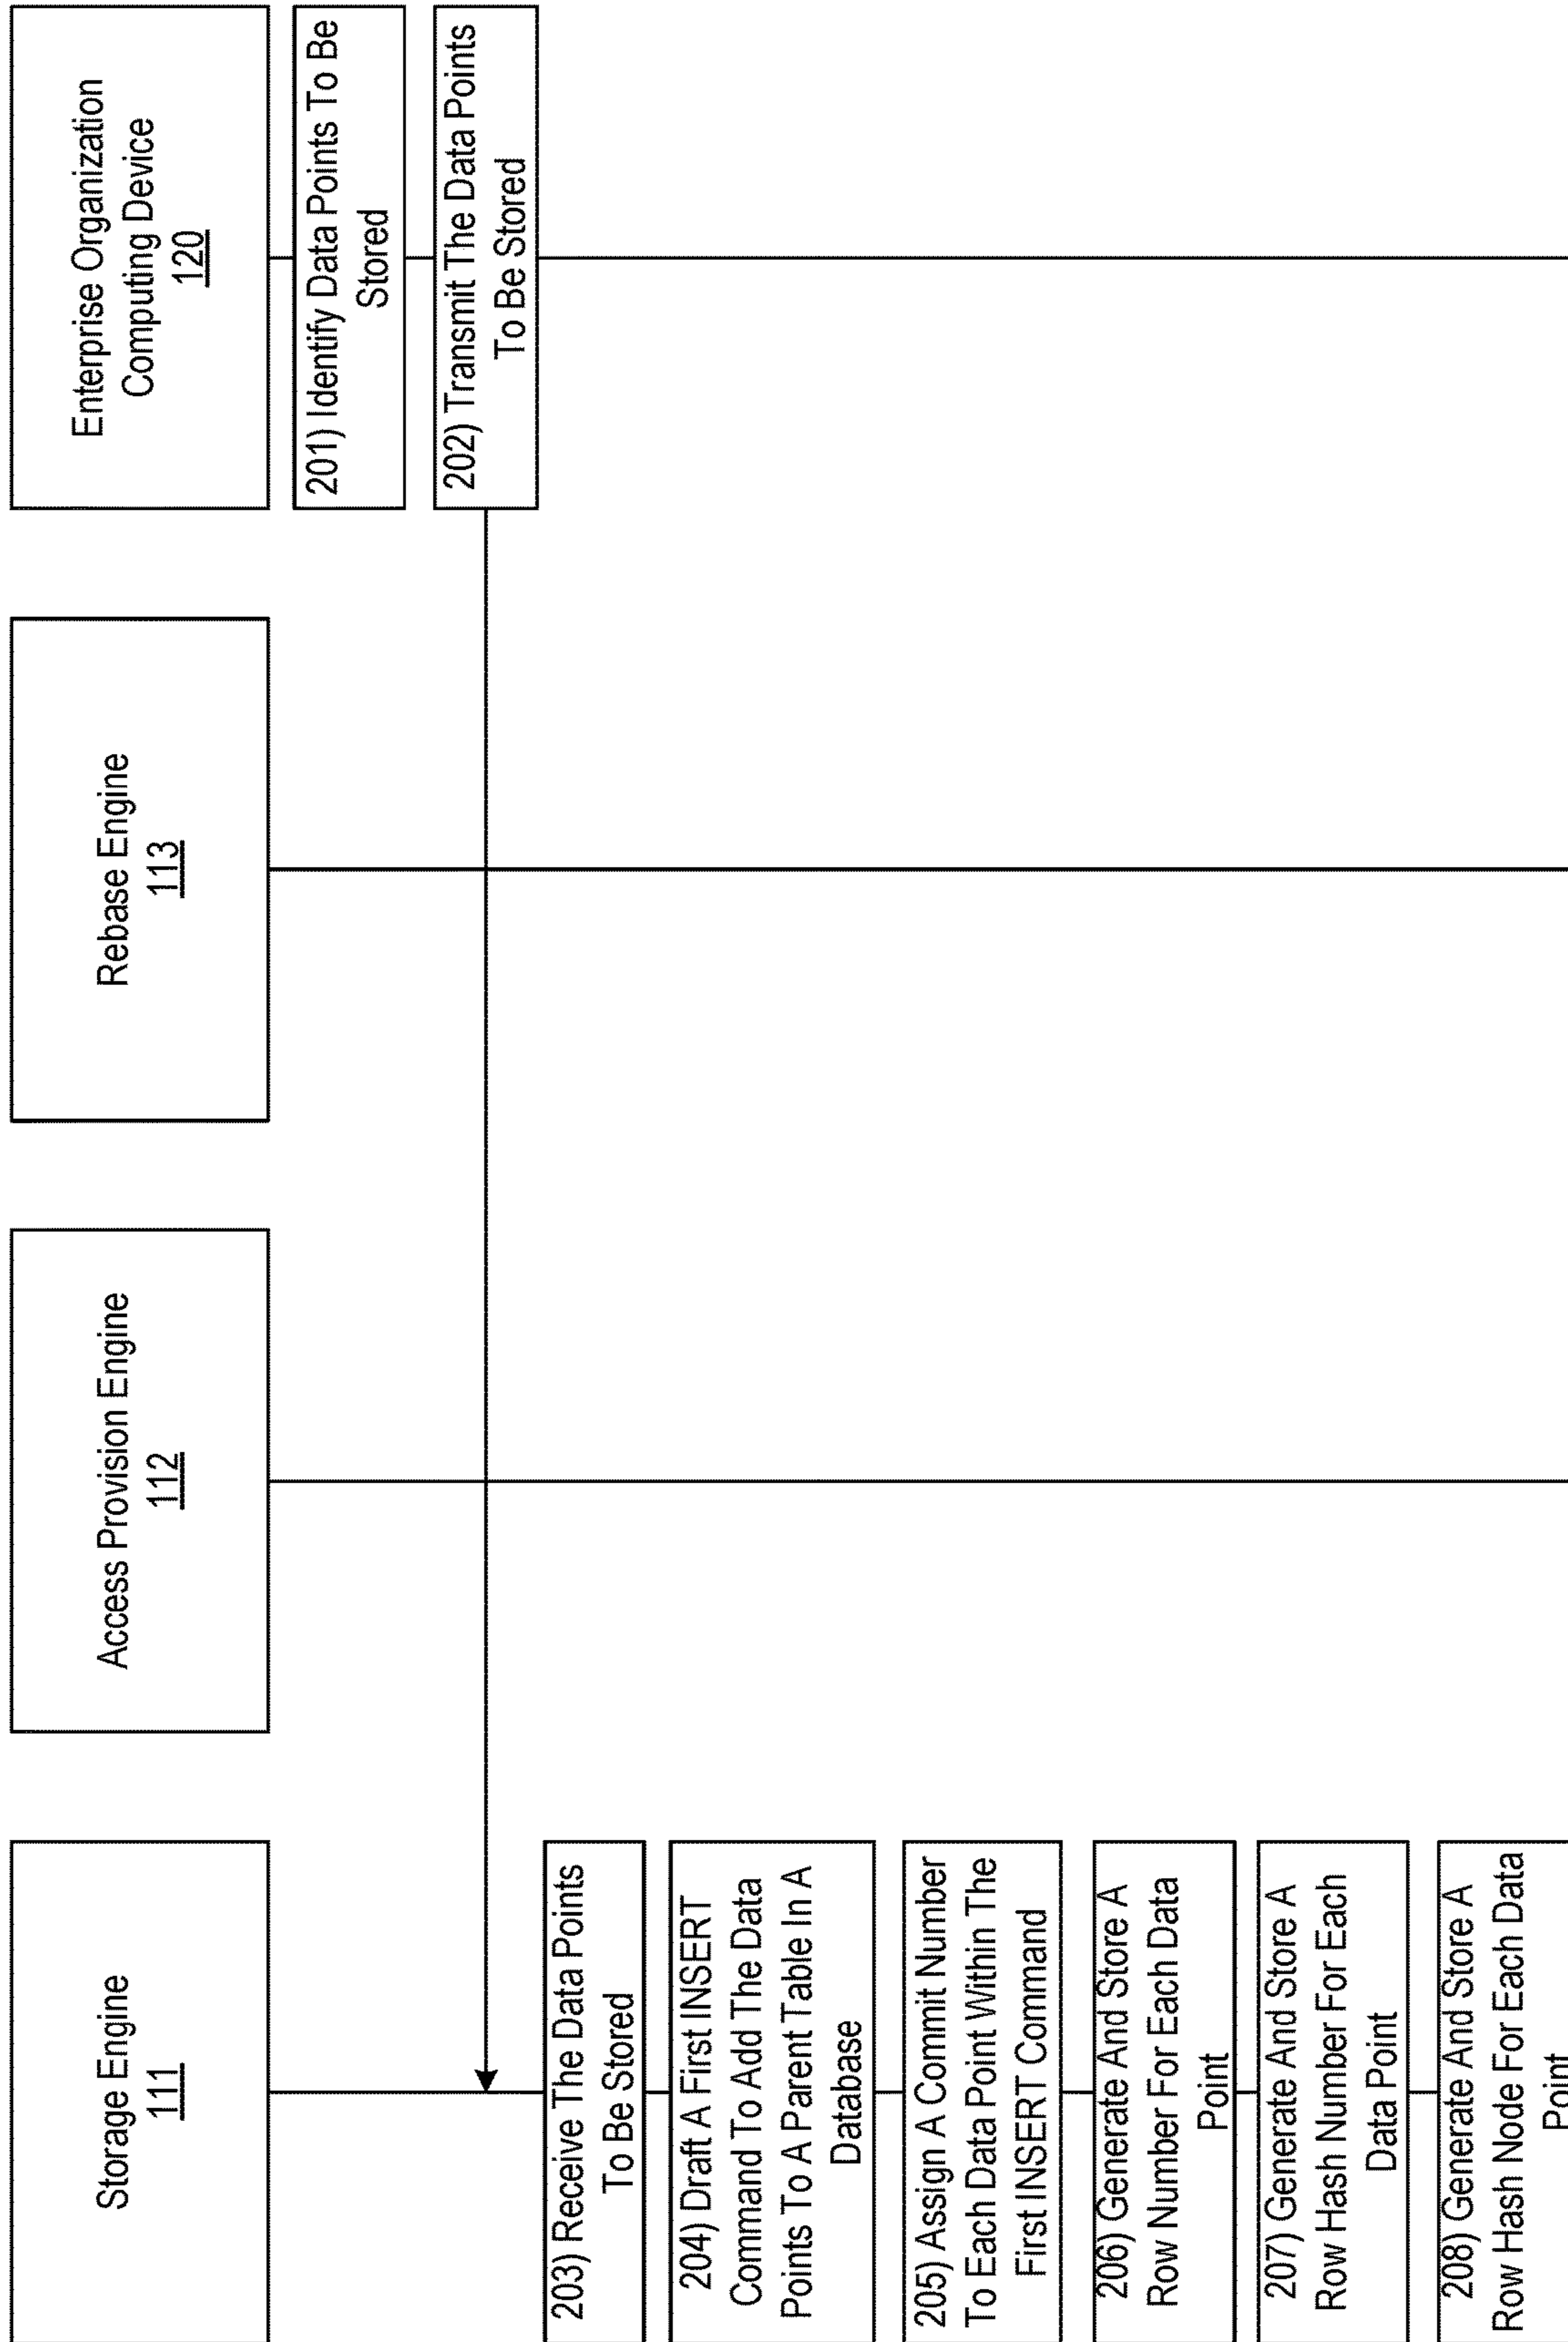 Storage Engine
111
Access Provision Engine
112
Rebase Engine
113
Enterprise Organization
Computing Device
120
201) Identify Data Points To Be
Stored
202) Transmit The Data Points
To Be Stored
203) Receive The Data Points
To Be Stored
204) Draft A First INSERT
Command To Add The Data
Points To A Parent Table In A
Database
205) Assign A Commit Number
To Each Data Point Within The
First INSERT Command
206) Generate And Store A
Row Number For Each Data
Point
207) Generate And Store A
Row Hash Number For Each
Data Point
208) Generate And Store A
Row Hash Node For Each Data
Point